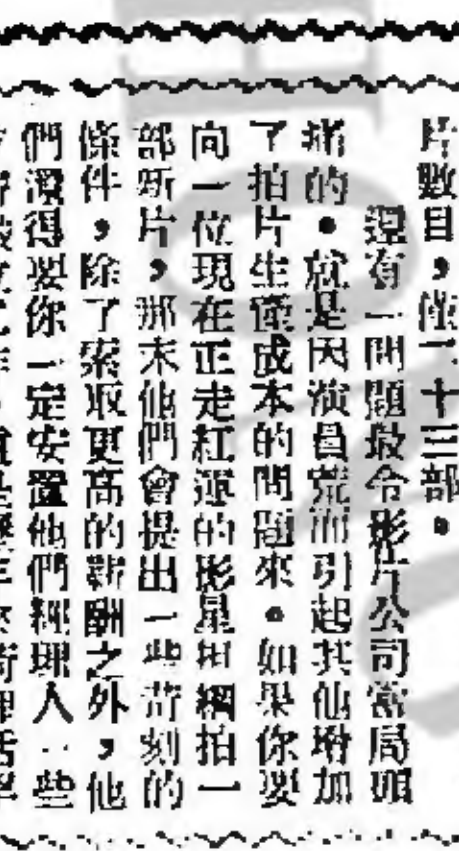 片數目，僅二十三部。
還有一問題最令影片公司當局頭
痛的。就是因演員荒而引起其他增加
了拍片生產成本的問題來。如果你要
向一位現在正走紅運的影星担綱拍一
部新片，那末他們會提出一些苛刻的
條件，除了索取更高的薪酬之外，他
們還得要你一定安置他們經理人一些